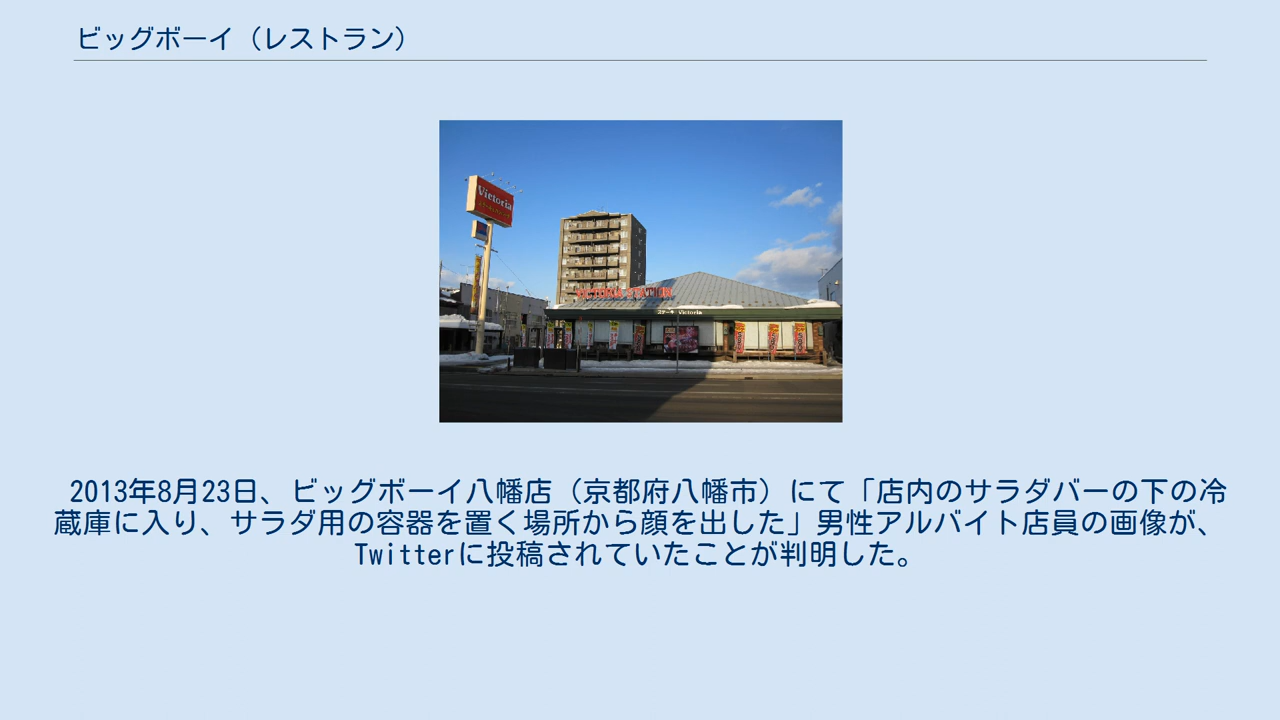 ビッグボーイ（レストラン）
Victoria
VICTORIA STATION
ステーキ Victoria
2013年8月23日、ビッグボーイ八幡店（京都府八幡市）にて「店内のサラダバーの下の冷
蔵庫に入り、サラダ用の容器を置く場所から顔を出した」男性アルバイト店員の画像が、
Twitterに投稿されていたことが判明した。